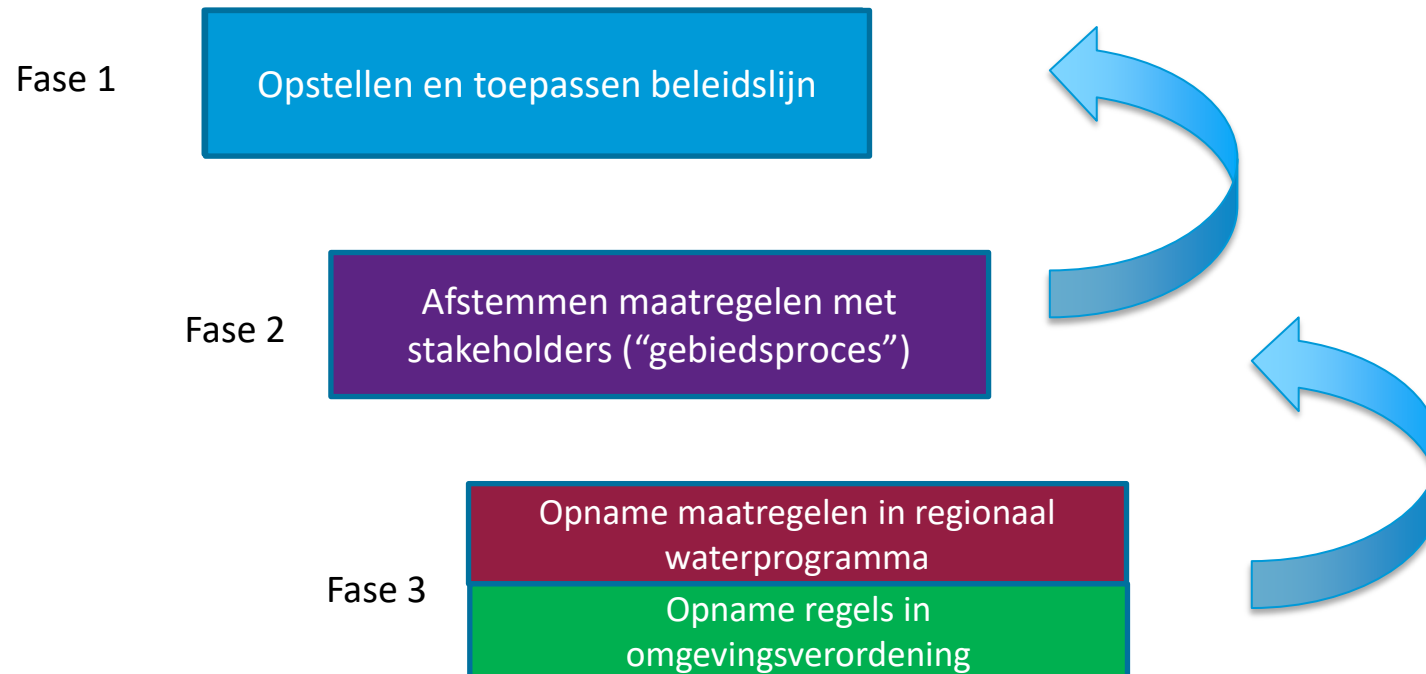 Fase 1
Opstellen en toepassen beleidslijn
Fase 2
Afstemmen maatregelen met
stakeholders (“gebiedsproces”)
Fase 3
Opname maatregelen in regionaal
waterprogramma
Opname regels in
omgevingsverordening